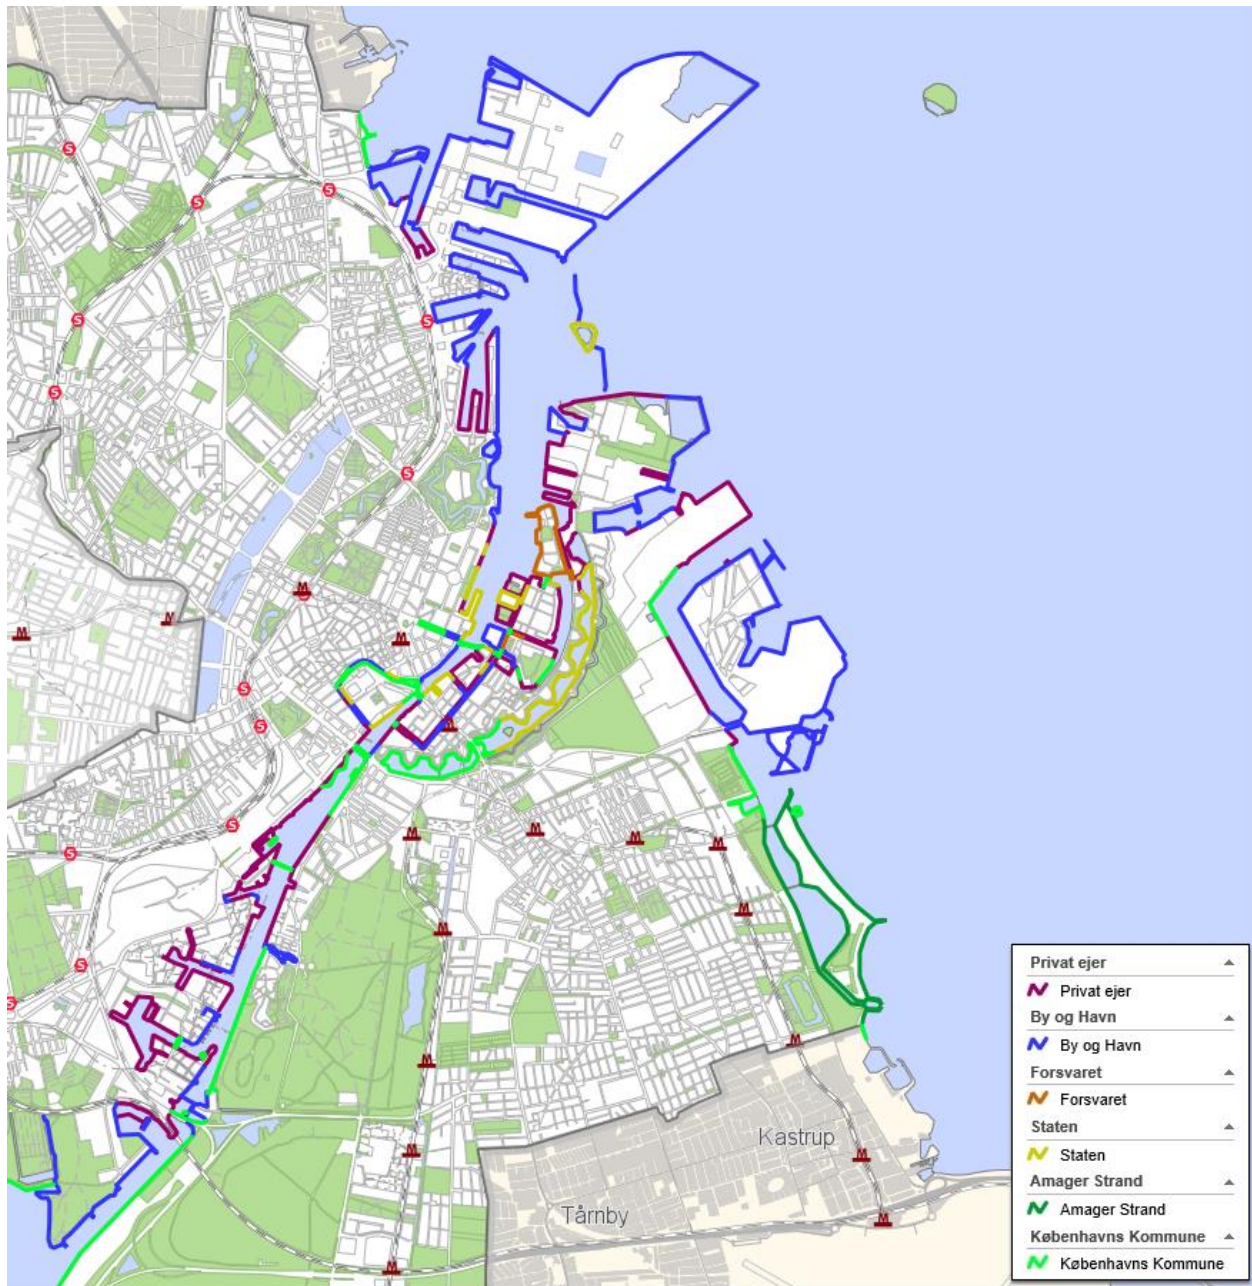 Kastrup
Tårnby
Privat ejer
Privat ejer
By og Havn
By og Havn
Forsvaret
Forsvaret
Staten
Staten
Amager Strand
Amager Strand
Københavns Kommune
Københavns Kommune